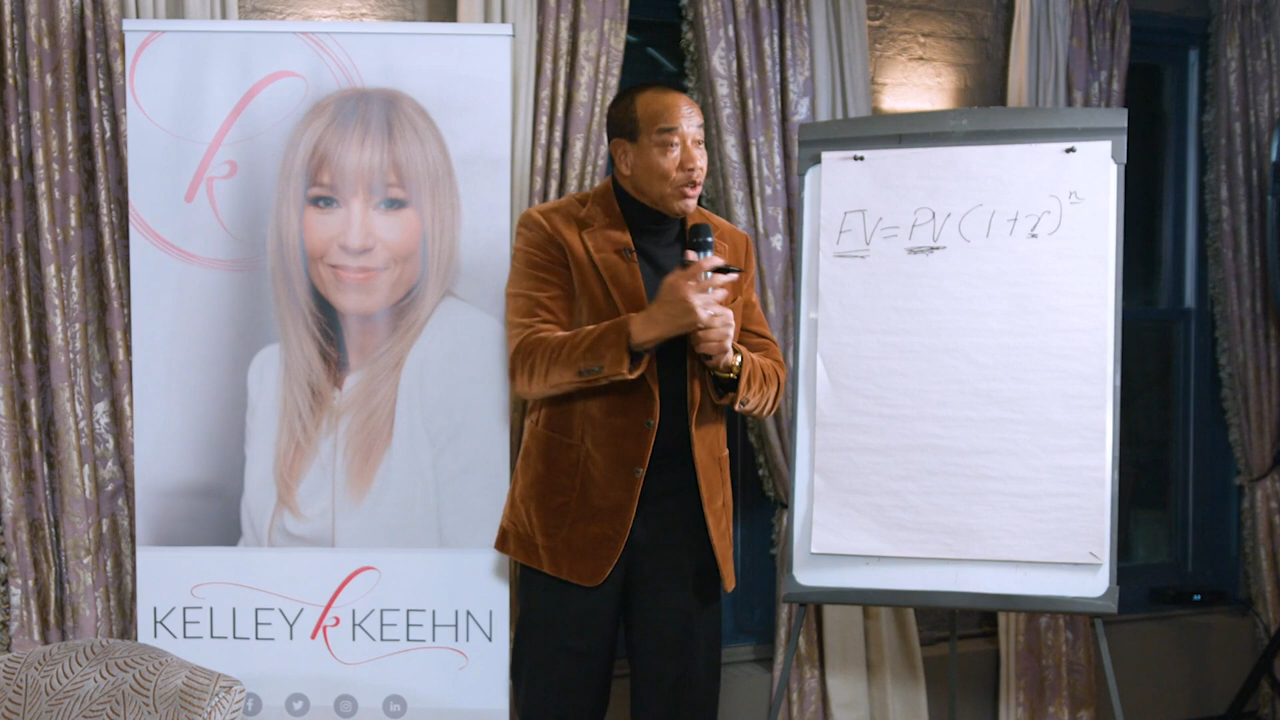 k
KELLEY k KEEHN
FV = PV (1+r)^n